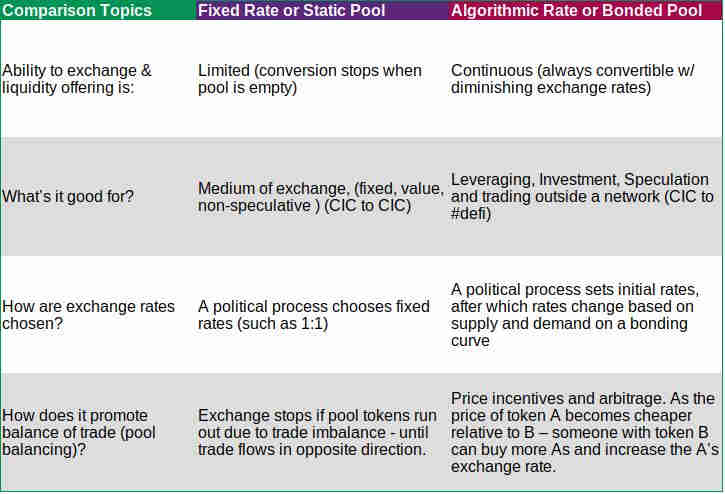 Comparison Topics Fixed Rate or Static Pool Algorithmic Rate or Bonded Pool
Ability to exchange &
liquidity offering is:
Limited (conversion stops when
pool is empty)
Continuous (always convertible w/
diminishing exchange rates)
What's it good for?
Medium of exchange, (fixed, value,
non-speculative ) (CIC to CIC)
Leveraging, Investment, Speculation
and trading outside a network (CIC to
#defi)
How are exchange rates
chosen?
A political process chooses fixed
rates (such as 1:1)
A political process sets initial rates,
after which rates change based on
supply and demand on a bonding
curve
How does it promote
balance of trade (pool
balancing)?
Exchange stops if pool tokens run
out due to trade imbalance - until
trade flows in opposite direction.
Price incentives and arbitrage. As the
price of token A becomes cheaper
relative to B – someone with token B
can buy more As and increase the A's
exchange rate.